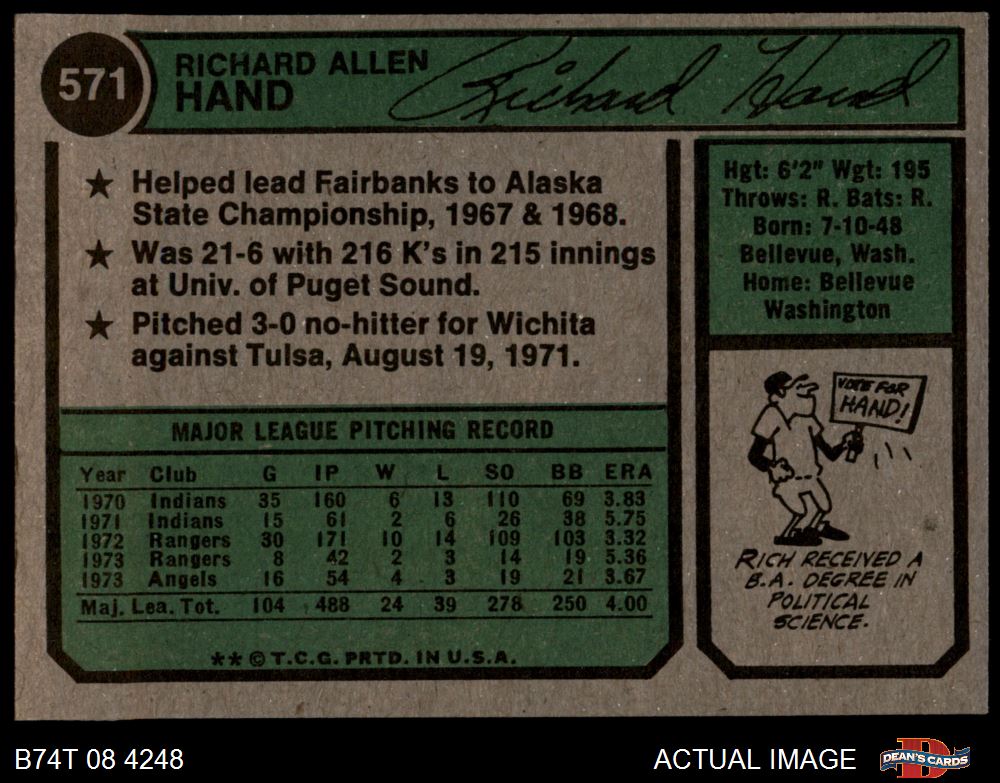 571
RICHARD ALLEN
HAND
Richard Hand
★ Helped lead Fairbanks to Alaska
State Championship, 1967 & 1968.
★ Was 21-6 with 216 K's in 215 innings
at Univ. of Puget Sound.
★ Pitched 3-0 no-hitter for Wichita
against Tulsa, August 19, 1971.
Hgt: 6'2" Wgt: 195
Throws: R. Bats: R.
Born: 7-10-48
Bellevue, Wash.
Home: Bellevue
Washington
MAJOR LEAGUE PITCHING RECORD
Year Club G IP W L SO BB ERA
1970 Indians 35 160 6 13 110 69 3.83
1971 Indians 15 61 2 6 26 38 5.75
1972 Rangers 30 171 10 14 109 103 3.32
1973 Rangers 8 42 2 3 14 19 5.36
1973 Angels 16 54 4 3 19 21 3.67
Maj. Lea. Tot. 104 488 24 39 278 250 4.00
** © T.C.G. PRTD. IN U.S.A.
VOTE FOR
HAND!
RICH RECEIVED A
B.A. DEGREE IN
POLITICAL
SCIENCE.
B74T 08 4248
ACTUAL IMAGE
D
DEAN'S CARDS